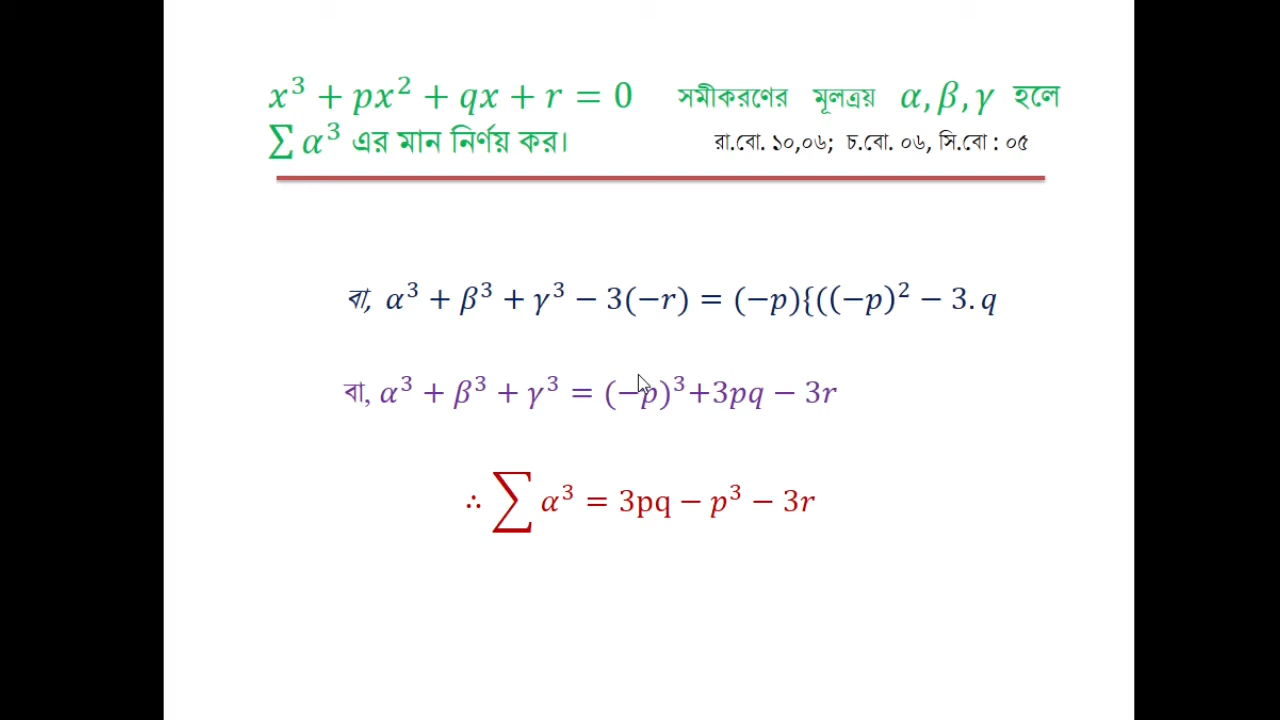 x³ + px² + qx + r = 0 সমীকরণের মূলত্রয় α, β, γ হলে
∑ α³ এর মান নির্ণয় কর। রা.বো. ১০,০৬; চ.বো. ০৬, সি.বো : ০৫
বা, α³ + β³ + γ³ − 3(−r) = (−p){((−p)² − 3. q
বা, α³ + β³ + γ³ = (−p)³+3pq − 3r
∴ ∑ α³ = 3pq − p³ − 3r